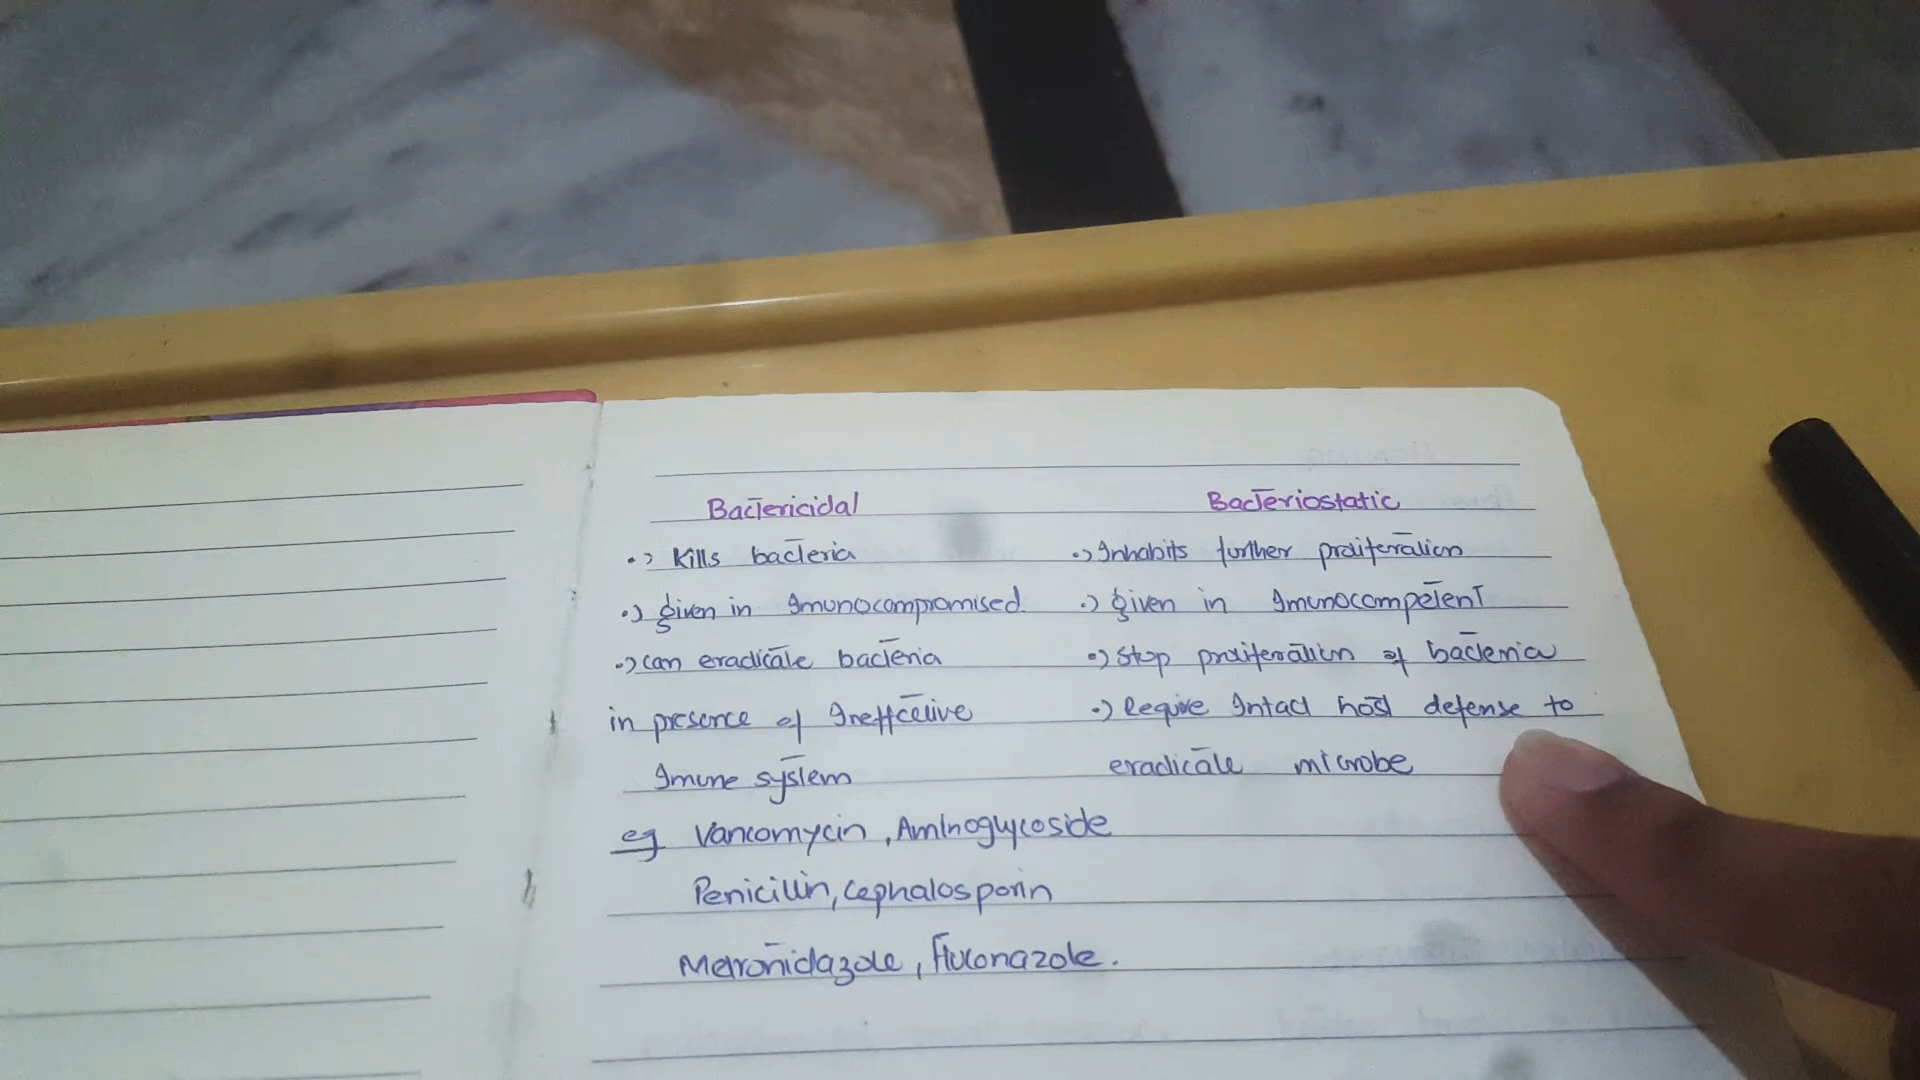 Bactericidal Bacteriostatic
•) Kills bacteria •) Inhabits further proliferation
•) given in Imunocompromised •) given in Imunocompetent
•) can eradicate bacteria •) Stop proliferation of bacteria
in presence of Ineffective •) Require Intact host defense to
Imune system eradicate microbe
eg Vancomycin, Aminoglycoside
Penicillin, cephalosporin
Metronidazole, Fluconazole.